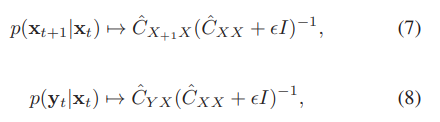 p(x_{t+1}|x_t) ↦ Ĉ_{X_{+1}X}(Ĉ_{XX} + ϵI)^{−1}, (7)
p(y_t|x_t) ↦ Ĉ_{YX}(Ĉ_{XX} + ϵI)^{−1}, (8)